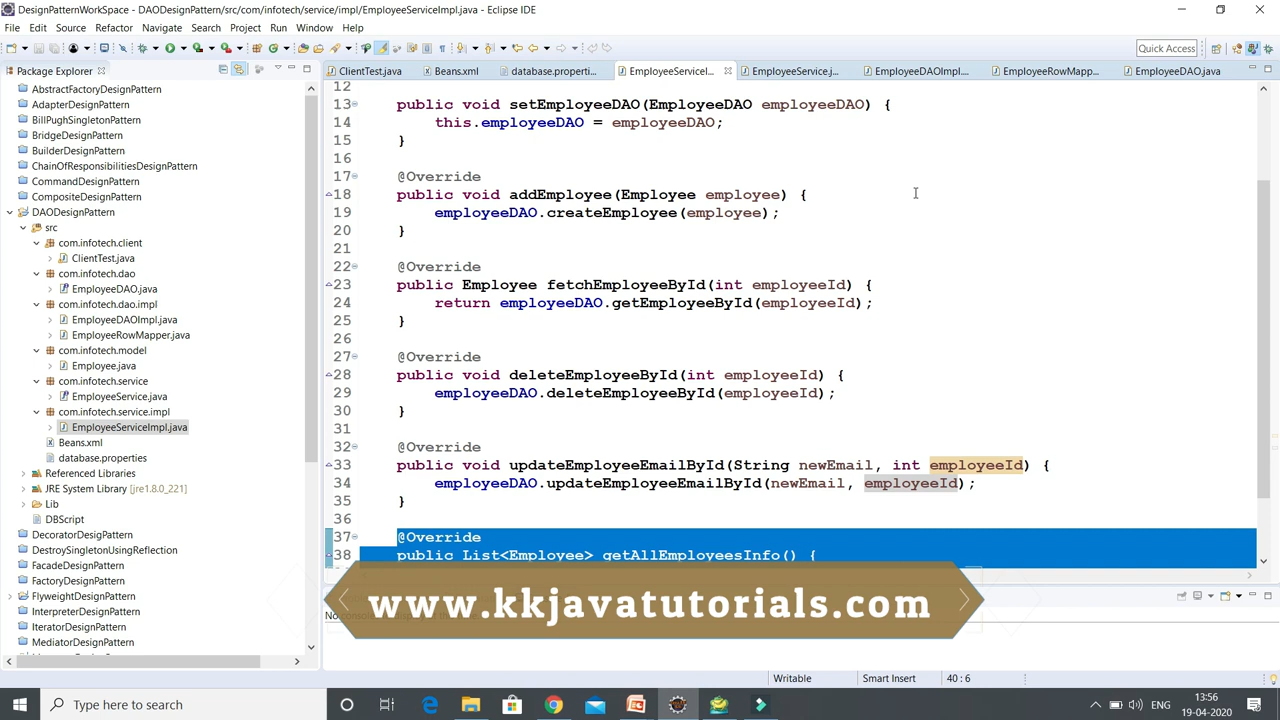 DesignPatternWorkSpace - DAODesignPattern/src/com/infotech/service/impl/EmployeeServiceImpl.java - Eclipse IDE
File Edit Source Refactor Navigate Search Project Run Window Help
Quick Access
Package Explorer
ClientTest.java
Beans.xml
database.properti...
EmployeeServiceI...
EmployeeService.j...
EmployeeDAOImpl....
EmployeeRowMapp...
EmployeeDAO.java
AbstractFactoryDesignPattern
AdapterDesignPattern
BillPughSingletonPattern
BridgeDesignPattern
BuilderDesignPattern
ChainOfResponsibilitiesDesignPattern
CommandDesignPattern
CompositeDesignPattern
DAODesignPattern
src
com.infotech.client
ClientTest.java
com.infotech.dao
EmployeeDAO.java
com.infotech.dao.impl
EmployeeDAOImpl.java
EmployeeRowMapper.java
com.infotech.model
Employee.java
com.infotech.service
EmployeeService.java
com.infotech.service.impl
EmployeeServiceImpl.java
Beans.xml
database.properties
Referenced Libraries
JRE System Library [jre1.8.0_221]
Lib
DBScript
DecoratorDesignPattern
DestroySingletonUsingReflection
FacadeDesignPattern
FactoryDesignPattern
FlyweightDesignPattern
InterpreterDesignPattern
IteratorDesignPattern
MediatorDesignPattern
12
13 public void setEmployeeDAO(EmployeeDAO employeeDAO) {
14 this.employeeDAO = employeeDAO;
15 }
16
17 @Override
18 public void addEmployee(Employee employee) {
19 employeeDAO.createEmployee(employee);
20 }
21
22 @Override
23 public Employee fetchEmployeeById(int employeeId) {
24 return employeeDAO.getEmployeeById(employeeId);
25 }
26
27 @Override
28 public void deleteEmployeeById(int employeeId) {
29 employeeDAO.deleteEmployeeById(employeeId);
30 }
31
32 @Override
33 public void updateEmployeeEmailById(String newEmail, int employeeId) {
34 employeeDAO.updateEmployeeEmailById(newEmail, employeeId);
35 }
36
37 @Override
38 public List<Employee> getAllEmployeesInfo() {
www.kkjavatutorials.com
Writable
Smart Insert
40 : 6
Type here to search
ENG
13:56
19-04-2020